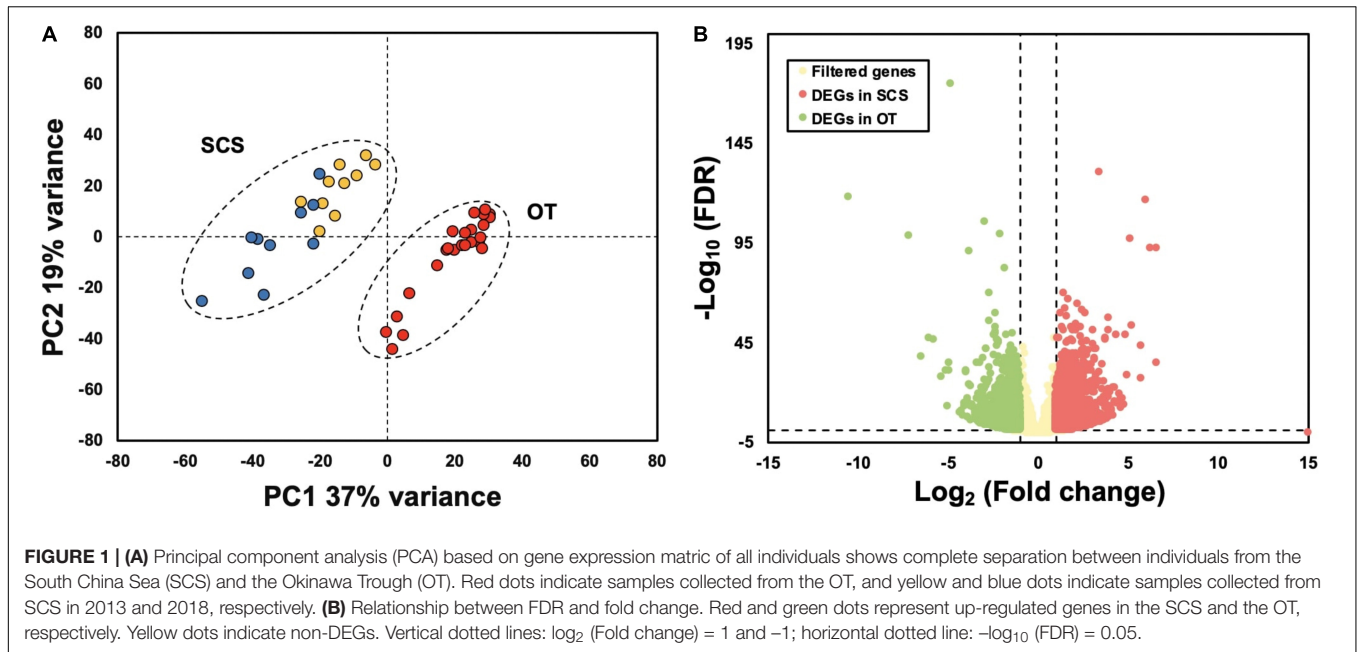 A
80
60
40
20
0
-20
-40
-60
-80
PC2 19% variance
SCS
OT
-80 -60 -40 -20 0 20 40 60 80
PC1 37% variance
B
195
145
95
45
-5
-Log10 (FDR)
Filtered genes
DEGs in SCS
DEGs in OT
-15 -10 -5 0 5 10 15
Log2 (Fold change)
FIGURE 1 | (A) Principal component analysis (PCA) based on gene expression matric of all individuals shows complete separation between individuals from the
South China Sea (SCS) and the Okinawa Trough (OT). Red dots indicate samples collected from the OT, and yellow and blue dots indicate samples collected from
SCS in 2013 and 2018, respectively. (B) Relationship between FDR and fold change. Red and green dots represent up-regulated genes in the SCS and the OT,
respectively. Yellow dots indicate non-DEGs. Vertical dotted lines: log2 (Fold change) = 1 and –1; horizontal dotted line: –log10 (FDR) = 0.05.